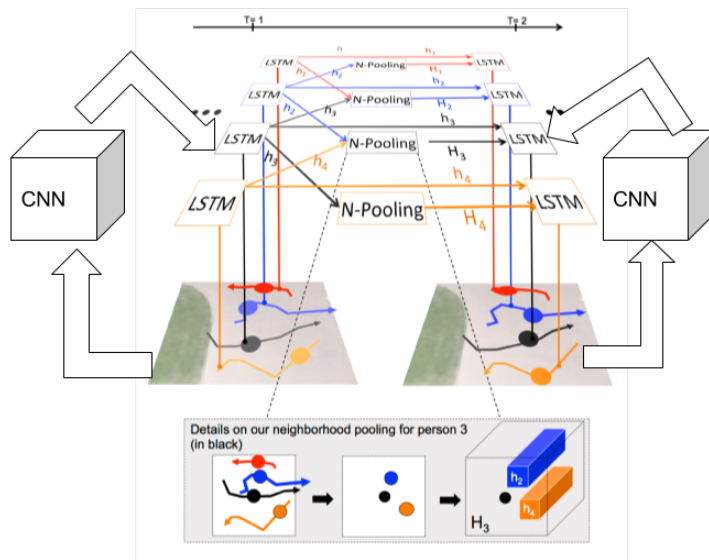 T= 1
T= 2
h
h₁
LSTM
N-Pooling
LSTM
h₁
h₂
H₁
h₂
LSTM
N-Pooling
LSTM
h₂
h₃
H₂
h₃
LSTM
N-Pooling
LSTM
h₃
h₄
H₃
CNN
CNN
h₄
LSTM
N-Pooling
LSTM
H₄
Details on our neighborhood pooling for person 3
(in black)
h₂
h₄
H₃